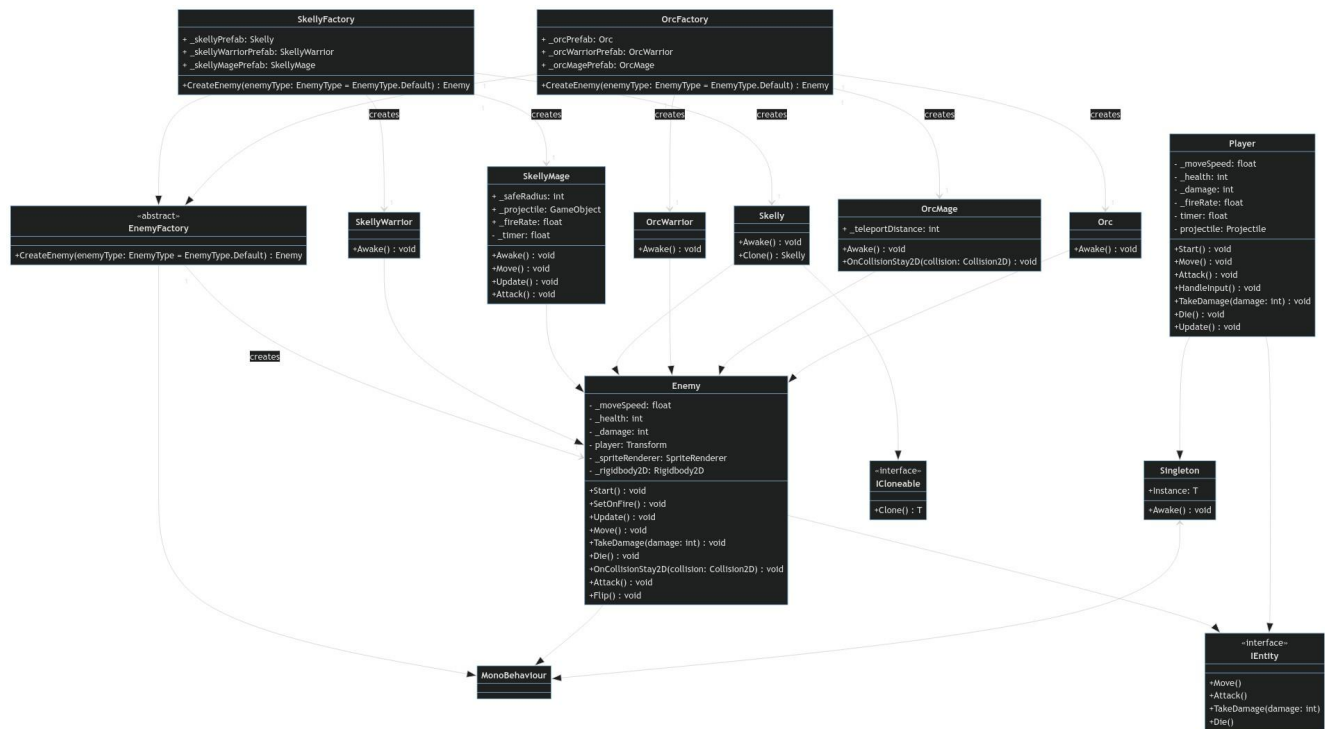 SkellyFactory
+ _skellyPrefab: Skelly
+ _skellyWarriorPrefab: SkellyWarrior
+ _skellyMagePrefab: SkellyMage
+CreateEnemy(enemyType: EnemyType = EnemyType.Default) : Enemy
OrcFactory
+ _orcPrefab: Orc
+ _orcWarriorPrefab: OrcWarrior
+ _orcMagePrefab: OrcMage
+CreateEnemy(enemyType: EnemyType = EnemyType.Default) : Enemy
creates
creates
creates
creates
creates
creates
«abstract»
EnemyFactory
+CreateEnemy(enemyType: EnemyType = EnemyType.Default) : Enemy
SkellyWarrior
+Awake() : void
SkellyMage
+ _safeRadius: int
+ _projectile: GameObject
+ _fireRate: float
- _timer: float
+Awake() : void
+Move() : void
+Update() : void
+Attack() : void
OrcWarrior
+Awake() : void
Skelly
+Awake() : void
+Clone() : Skelly
OrcMage
+ _teleportDistance: int
+Awake() : void
+OnCollisionStay2D(collision: Collision2D) : void
Orc
+Awake() : void
Player
- _moveSpeed: float
- _health: int
- _damage: int
- _fireRate: float
- timer: float
- projectile: Projectile
+Start() : void
+Move() : void
+Attack() : void
+HandleInput() : void
+TakeDamage(damage: int) : void
+Die() : void
+Update() : void
creates
Enemy
- _moveSpeed: float
- _health: int
- _damage: int
- player: Transform
- _spriteRenderer: SpriteRenderer
- _rigidbody2D: Rigidbody2D
+Start() : void
+SetOnFire() : void
+Update() : void
+Move() : void
+TakeDamage(damage: int) : void
+Die() : void
+OnCollisionStay2D(collision: Collision2D) : void
+Attack() : void
+Flip() : void
«interface»
ICloneable
+Clone() : T
Singleton
+Instance: T
+Awake() : void
MonoBehaviour
«interface»
IEntity
+Move()
+Attack()
+TakeDamage(damage: int)
+Die()